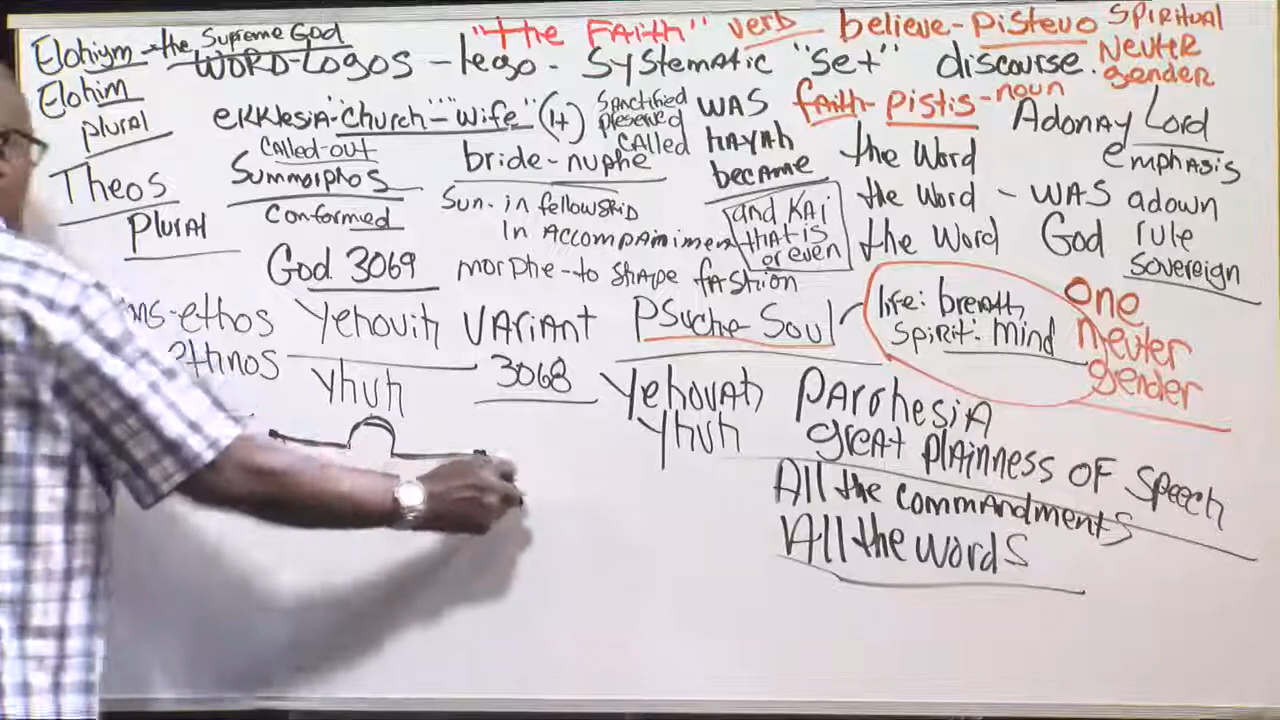 Elohiym - the Supreme God
"the FAith" verb believe - Pisteuo Spiritual
WORD-LOGOS - lego - Systematic "Set" discourse. Neuter
gender
Elohim
plural
ekklesia - Church - "Wife" (1+) Sanctified
preserved
CAlled
WAS
hayah
became
faith - pistis - noun
Adonay Lord
emphasis
called-out
Summorphos
conformed
bride - nuphe
Theos
Plural
Sun. in fellowship
in ACCOMPANIMENT
and KAi
that is
or even
the Word
the Word - WAS adown
the Word God rule
sovereign
God 3069 morphe - to shape fashion
ms-ethos
ethnos
Yehovih VARiANt
yhuh 3068
Psuche Soul
life: breath
spirit: mind
one
neuter
gender
Yehovah
yhuh
PArrhesiA
great plAinness of speech
All the commandments
All the words